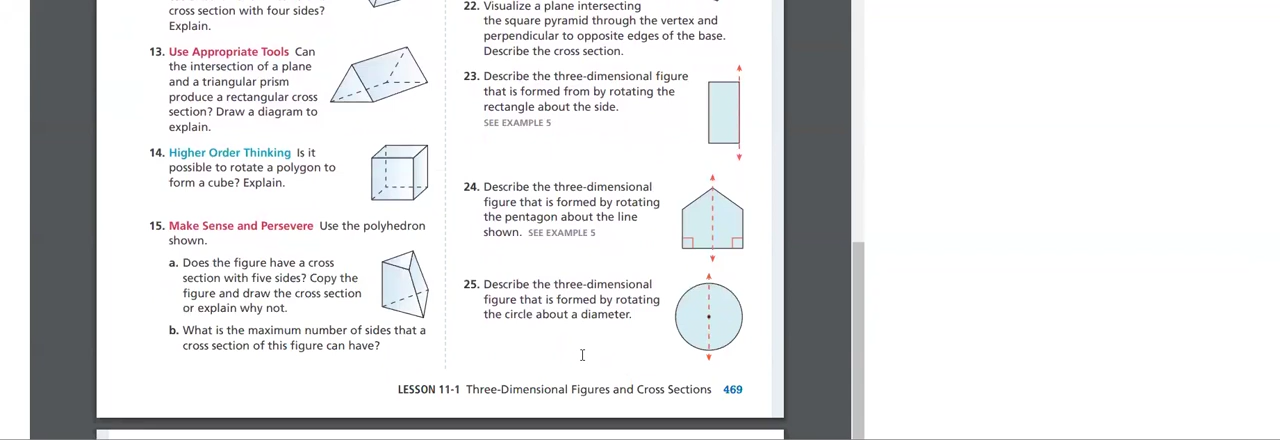 cross section with four sides?
Explain.
13. Use Appropriate Tools Can
the intersection of a plane
and a triangular prism
produce a rectangular cross
section? Draw a diagram to
explain.
14. Higher Order Thinking Is it
possible to rotate a polygon to
form a cube? Explain.
15. Make Sense and Persevere Use the polyhedron
shown.
a. Does the figure have a cross
section with five sides? Copy the
figure and draw the cross section
or explain why not.
b. What is the maximum number of sides that a
cross section of this figure can have?
22. Visualize a plane intersecting
the square pyramid through the vertex and
perpendicular to opposite edges of the base.
Describe the cross section.
23. Describe the three-dimensional figure
that is formed from by rotating the
rectangle about the side.
SEE EXAMPLE 5
24. Describe the three-dimensional
figure that is formed by rotating
the pentagon about the line
shown. SEE EXAMPLE 5
25. Describe the three-dimensional
figure that is formed by rotating
the circle about a diameter.
LESSON 11-1 Three-Dimensional Figures and Cross Sections 469